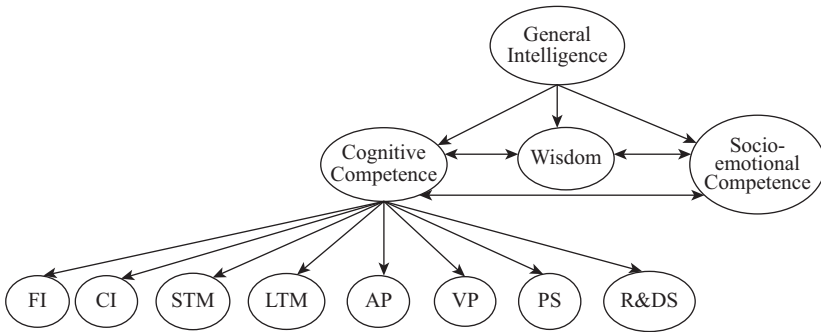 General
Intelligence
Cognitive
Competence
Wisdom
Socio-
emotional
Competence
FI
CI
STM
LTM
AP
VP
PS
R&DS